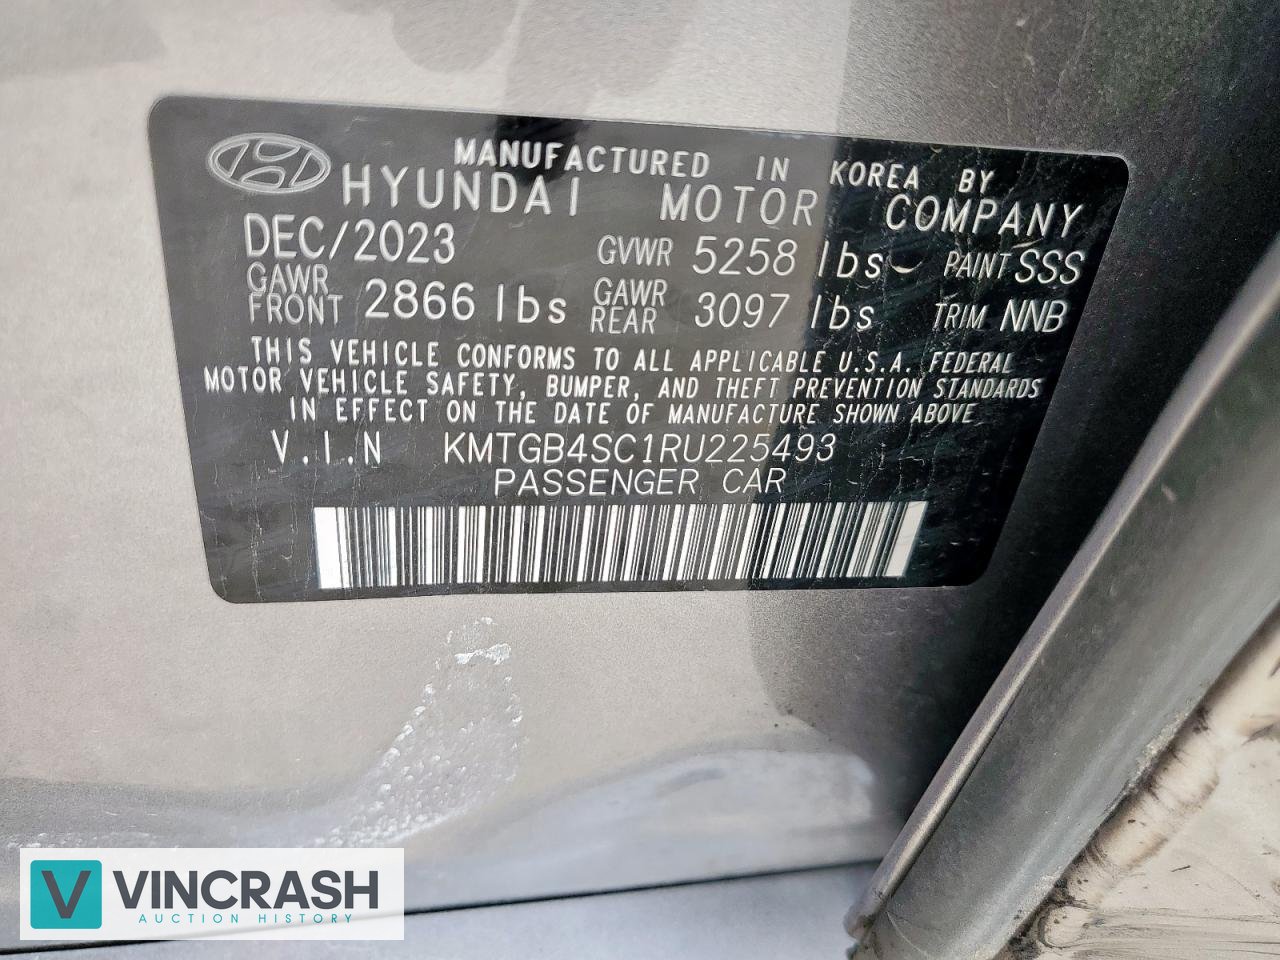 MANUFACTURED IN KOREA BY
HYUNDAI MOTOR COMPANY
DEC/2023 GVWR 5258 lbs PAINT SSS
GAWR FRONT 2866 lbs GAWR REAR 3097 lbs TRIM NNB
THIS VEHICLE CONFORMS TO ALL APPLICABLE U.S.A. FEDERAL
MOTOR VEHICLE SAFETY, BUMPER, AND THEFT PREVENTION STANDARDS
IN EFFECT ON THE DATE OF MANUFACTURE SHOWN ABOVE
V.I.N KMTGB4SC1RU225493
PASSENGER CAR
V VINCRASH
AUCTION HISTORY